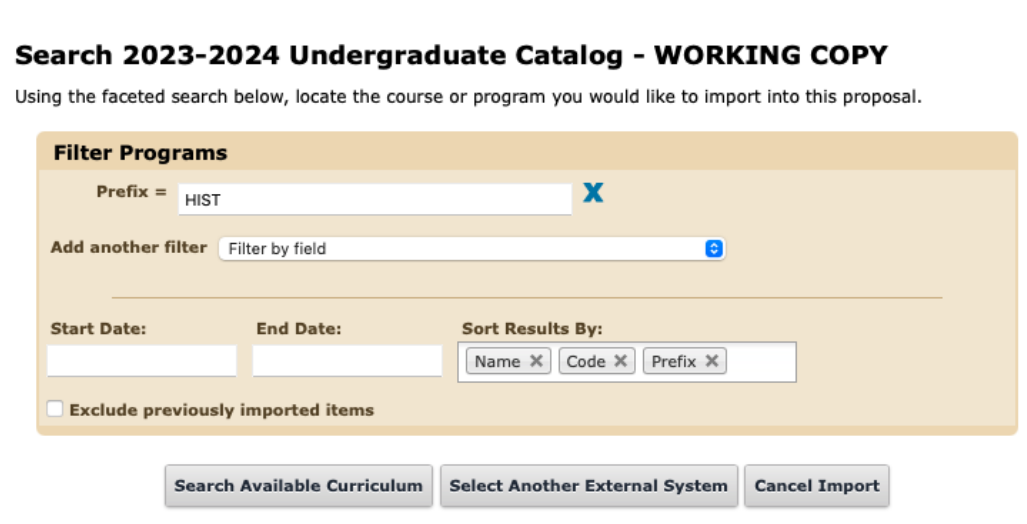 Search 2023-2024 Undergraduate Catalog - WORKING COPY
Using the faceted search below, locate the course or program you would like to import into this proposal.
Filter Programs
Prefix = HIST X
Add another filter Filter by field
Start Date: End Date: Sort Results By:
Name ✕ Code ✕ Prefix ✕
Exclude previously imported items
Search Available Curriculum Select Another External System Cancel Import